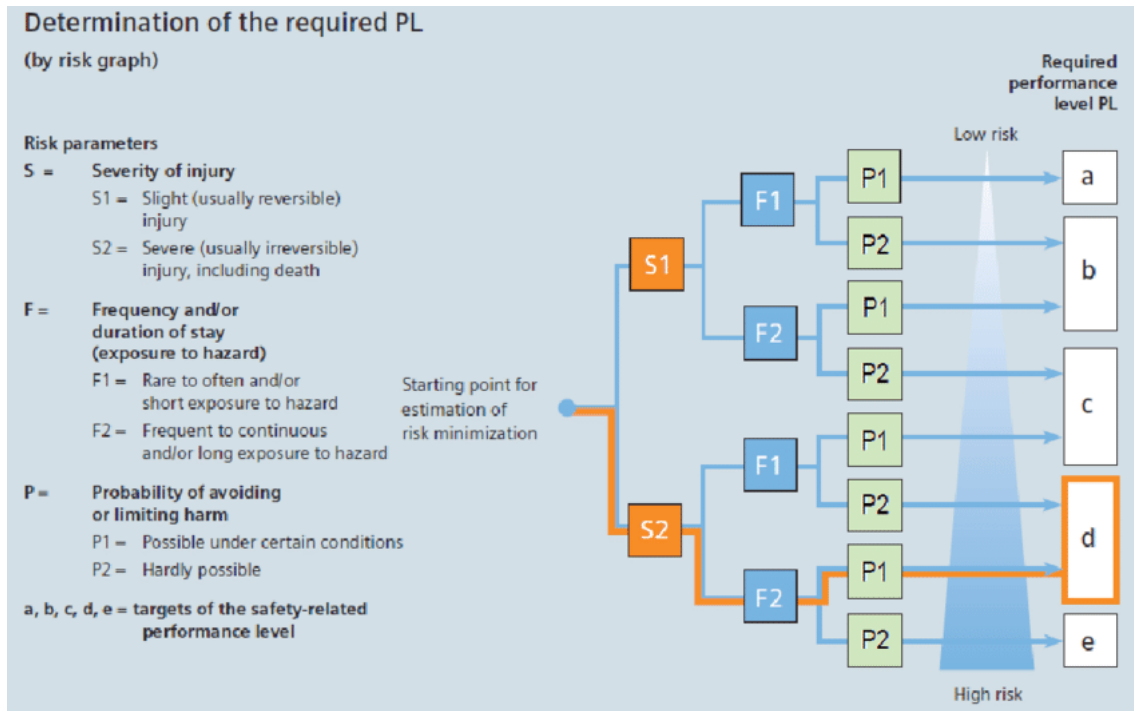 Determination of the required PL
(by risk graph)
Risk parameters
S = Severity of injury
S1 = Slight (usually reversible)
injury
S2 = Severe (usually irreversible)
injury, including death
F = Frequency and/or
duration of stay
(exposure to hazard)
F1 = Rare to often and/or
short exposure to hazard
F2 = Frequent to continuous
and/or long exposure to hazard
P = Probability of avoiding
or limiting harm
P1 = Possible under certain conditions
P2 = Hardly possible
a, b, c, d, e = targets of the safety-related
performance level
Starting point for
estimation of
risk minimization
S1
S2
F1
F2
F1
F2
P1
P2
P1
P2
P1
P2
P1
P2
Low risk
High risk
Required
performance
level PL
a
b
c
d
e